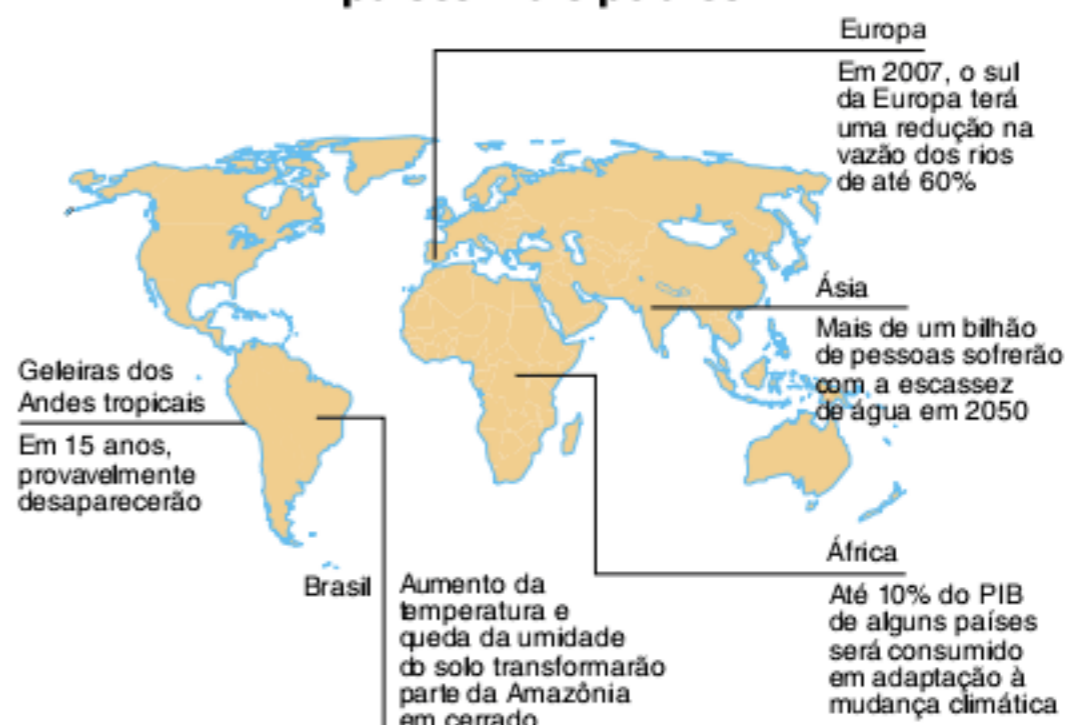 Europa
Em 2007, o sul
da Europa terá
uma redução na
vazão dos rios
de até 60%
Ásia
Mais de um bilhão
de pessoas sofrerão
com a escassez
de água em 2050
Geleiras dos
Andes tropicais
Em 15 anos,
provavelmente
desaparecerão
África
Até 10% do PIB
de alguns países
será consumido
em adaptação à
mudança climática
Brasil
Aumento da
temperatura e
queda da umidade
do solo transformarão
parte da Amazônia
em cerrado